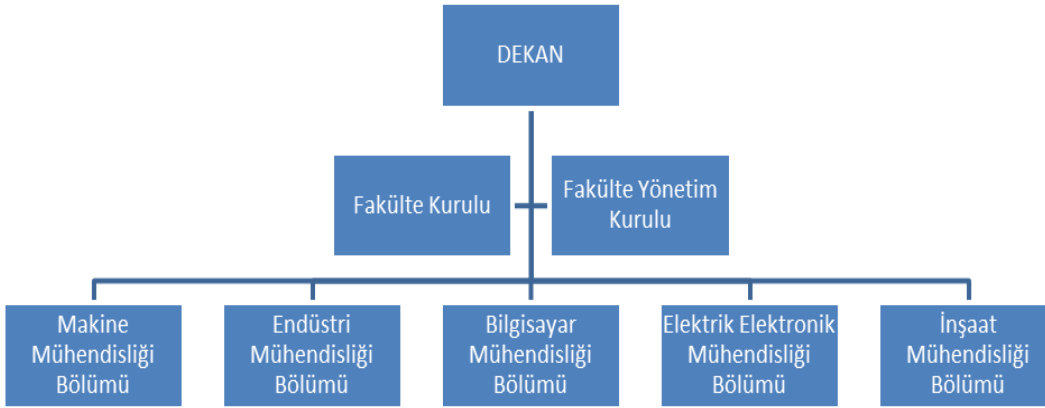 DEKAN
Fakülte Kurulu
Fakülte Yönetim
Kurulu
Makine
Mühendisliği
Bölümü
Endüstri
Mühendisliği
Bölümü
Bilgisayar
Mühendisliği
Bölümü
Elektrik Elektronik
Mühendisliği
Bölümü
İnşaat
Mühendisliği
Bölümü